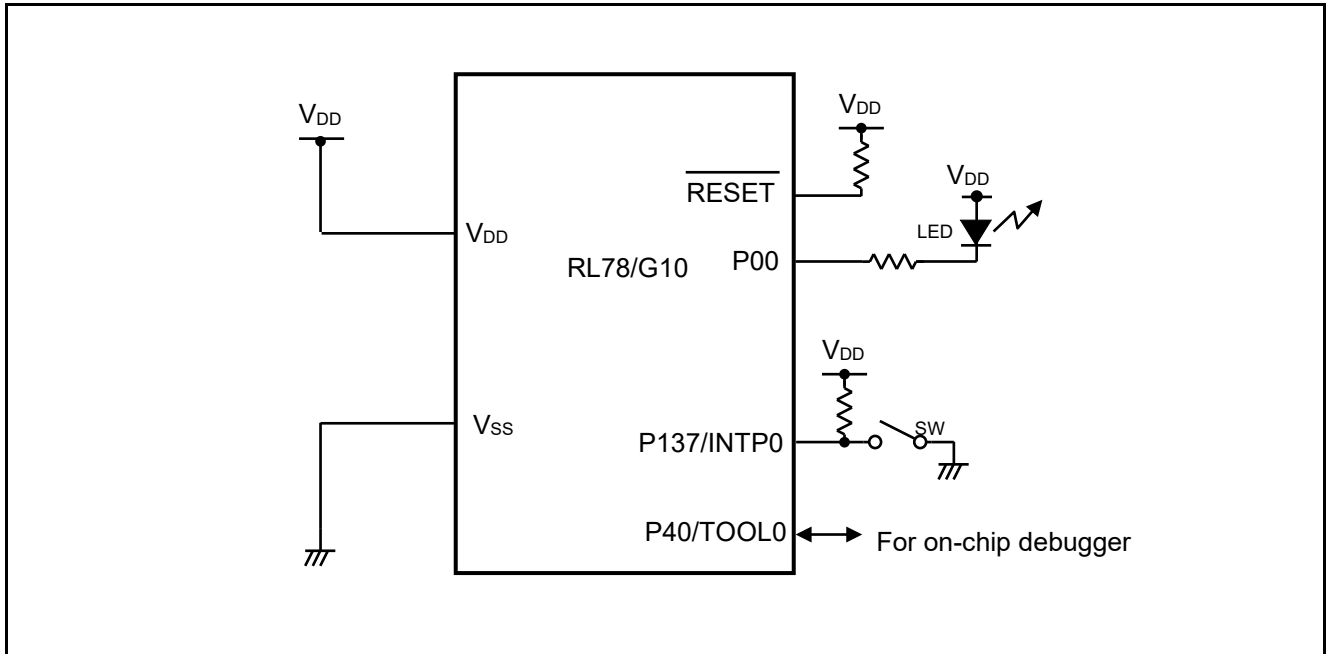 VDD
VDD
RESET
VDD
LED
VDD
RL78/G10
P00
VDD
VSS
P137/INTP0
SW
P40/TOOL0
For on-chip debugger